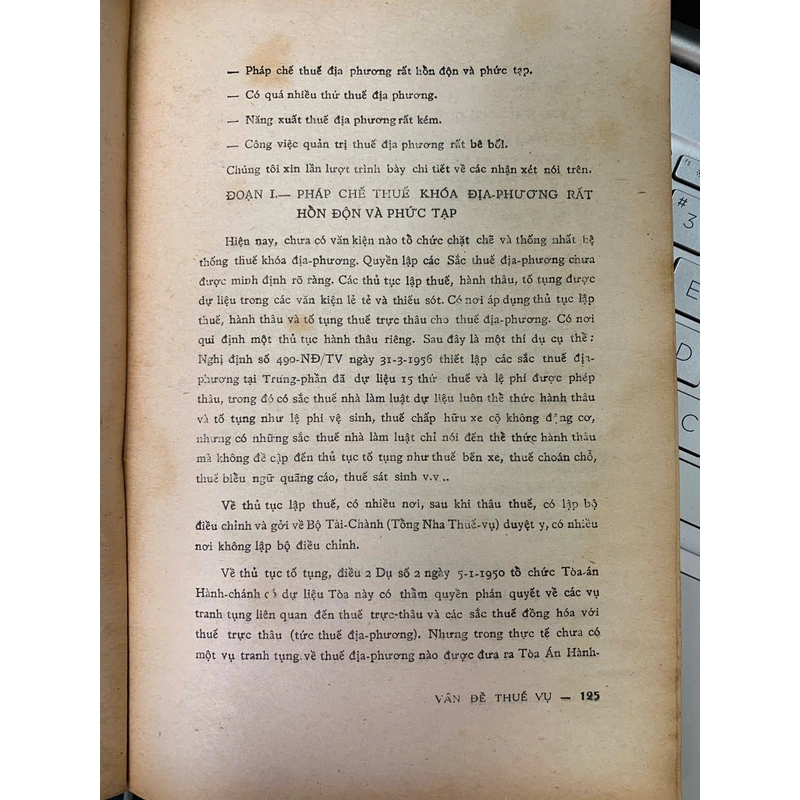 — Pháp chế thuế địa phương rất hồn độn và phức tạp.
— Có quá nhiều thứ thuế địa phương.
— Năng xuất thuế địa phương rất kém.
— Công việc quản trị thuế địa phương rất bê bối.
Chúng tôi xin lần lượt trình bày chi tiết về các nhận xét nói trên.
ĐOẠN I.— PHÁP CHẾ THUẾ KHÓA ĐỊA-PHƯƠNG RẤT
HỒN ĐỘN VÀ PHỨC TẠP
Hiện nay, chưa có văn kiện nào tổ chức chặt chẽ và thống nhất hệ
thống thuế khóa địa-phương. Quyền lập các Sắc thuế địa-phương chưa
được minh định rõ ràng. Các thủ tục lập thuế, hành thâu, tố tụng được
dự liệu trong các văn kiện lẻ tẻ và thiếu sót. Có nơi áp dụng thủ tục lập
thuế, hành thâu và tố tụng thuế trực thâu cho thuế địa-phương. Có nơi
qui định một thủ tục hành thâu riêng. Sau đây là một thí dụ cụ thể :
Nghị định số 490-NĐ/TV ngày 31-3-1956 thiết lập các sắc thuế địa-
phương tại Trung-phần đã dự liệu 15 thứ thuế và lệ phí được phép
thâu, trong đó có sắc thuế nhà làm luật dự liệu luôn thể thức hành thâu
và tố tụng như lệ phí vệ sinh, thuế chấp hữu xe cộ không động cơ,
nhưng có những sắc thuế nhà làm luật chỉ nói đến thể thức hành thâu
mà không đề cập đến thủ tục tố tụng như thuế bến xe, thuế choán chỗ,
thuế biểu ngữ quãng cáo, thuế sát sinh v.v ..
Về thủ tục lập thuế, có nhiều nơi, sau khi thâu thuế, có lập bộ
điều chỉnh và gởi về Bộ Tài-Chành (Tổng Nha Thuế-vụ) duyệt y, có nhiều
nơi không lập bộ điều chỉnh.
Về thủ tục tố tụng, điều 2 Dụ số 2 ngày 5-1-1950 tổ chức Tòa-án
Hành-chánh có dự liệu Tòa này có thẩm quyền phán quyết về các vụ
tranh tụng liên quan đến thuế trực-thâu và các sắc thuế đồng hóa với
thuế trực thâu (tức thuế địa-phương). Nhưng trong thực tế chưa có
một vụ tranh tụng về thuế địa-phương nào được đưa ra Tòa Án Hành-
VẤN ĐỀ THUẾ VỤ — 125
# 3
E
D
C